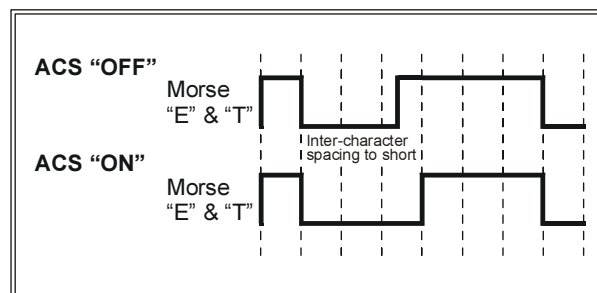 ACS “OFF”
Morse
“E” & “T”
Inter-character
spacing to short
ACS “ON”
Morse
“E” & “T”